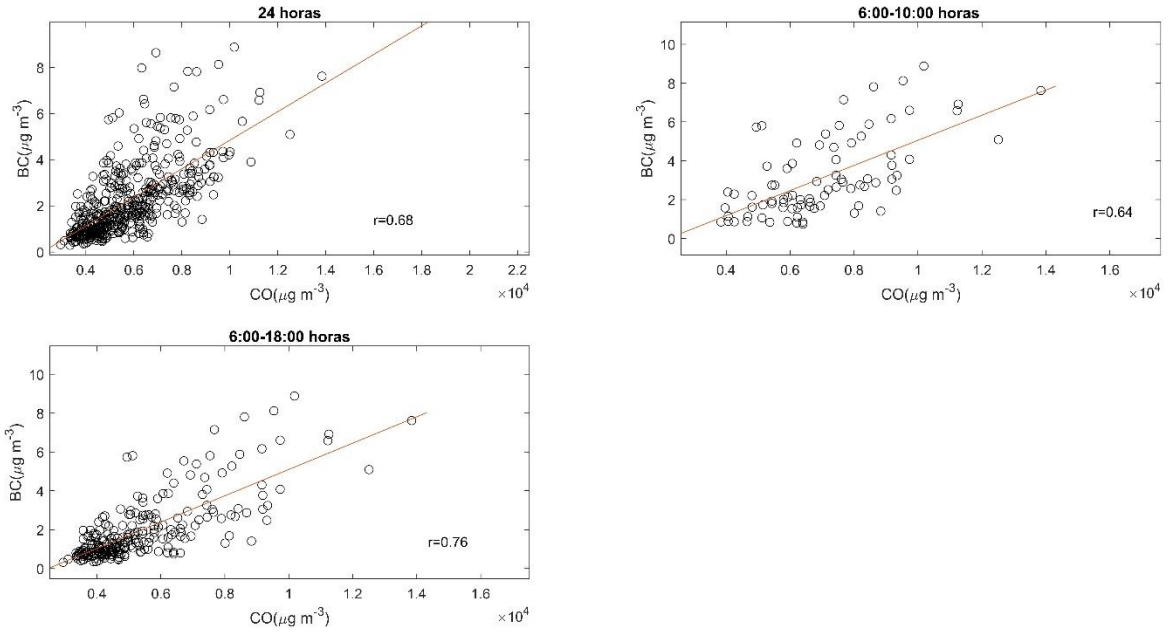 24 horas
8
6
4
2
0
BC(μg m⁻³)
r=0.68
0.4 0.6 0.8 1 1.2 1.4 1.6 1.8 2 2.2
CO(μg m⁻³)
×10⁴
6:00-10:00 horas
10
8
6
4
2
0
BC(μg m⁻³)
r=0.64
0.4 0.6 0.8 1 1.2 1.4 1.6
CO(μg m⁻³)
×10⁴
6:00-18:00 horas
10
8
6
4
2
0
BC(μg m⁻³)
r=0.76
0.4 0.6 0.8 1 1.2 1.4 1.6
CO(μg m⁻³)
×10⁴